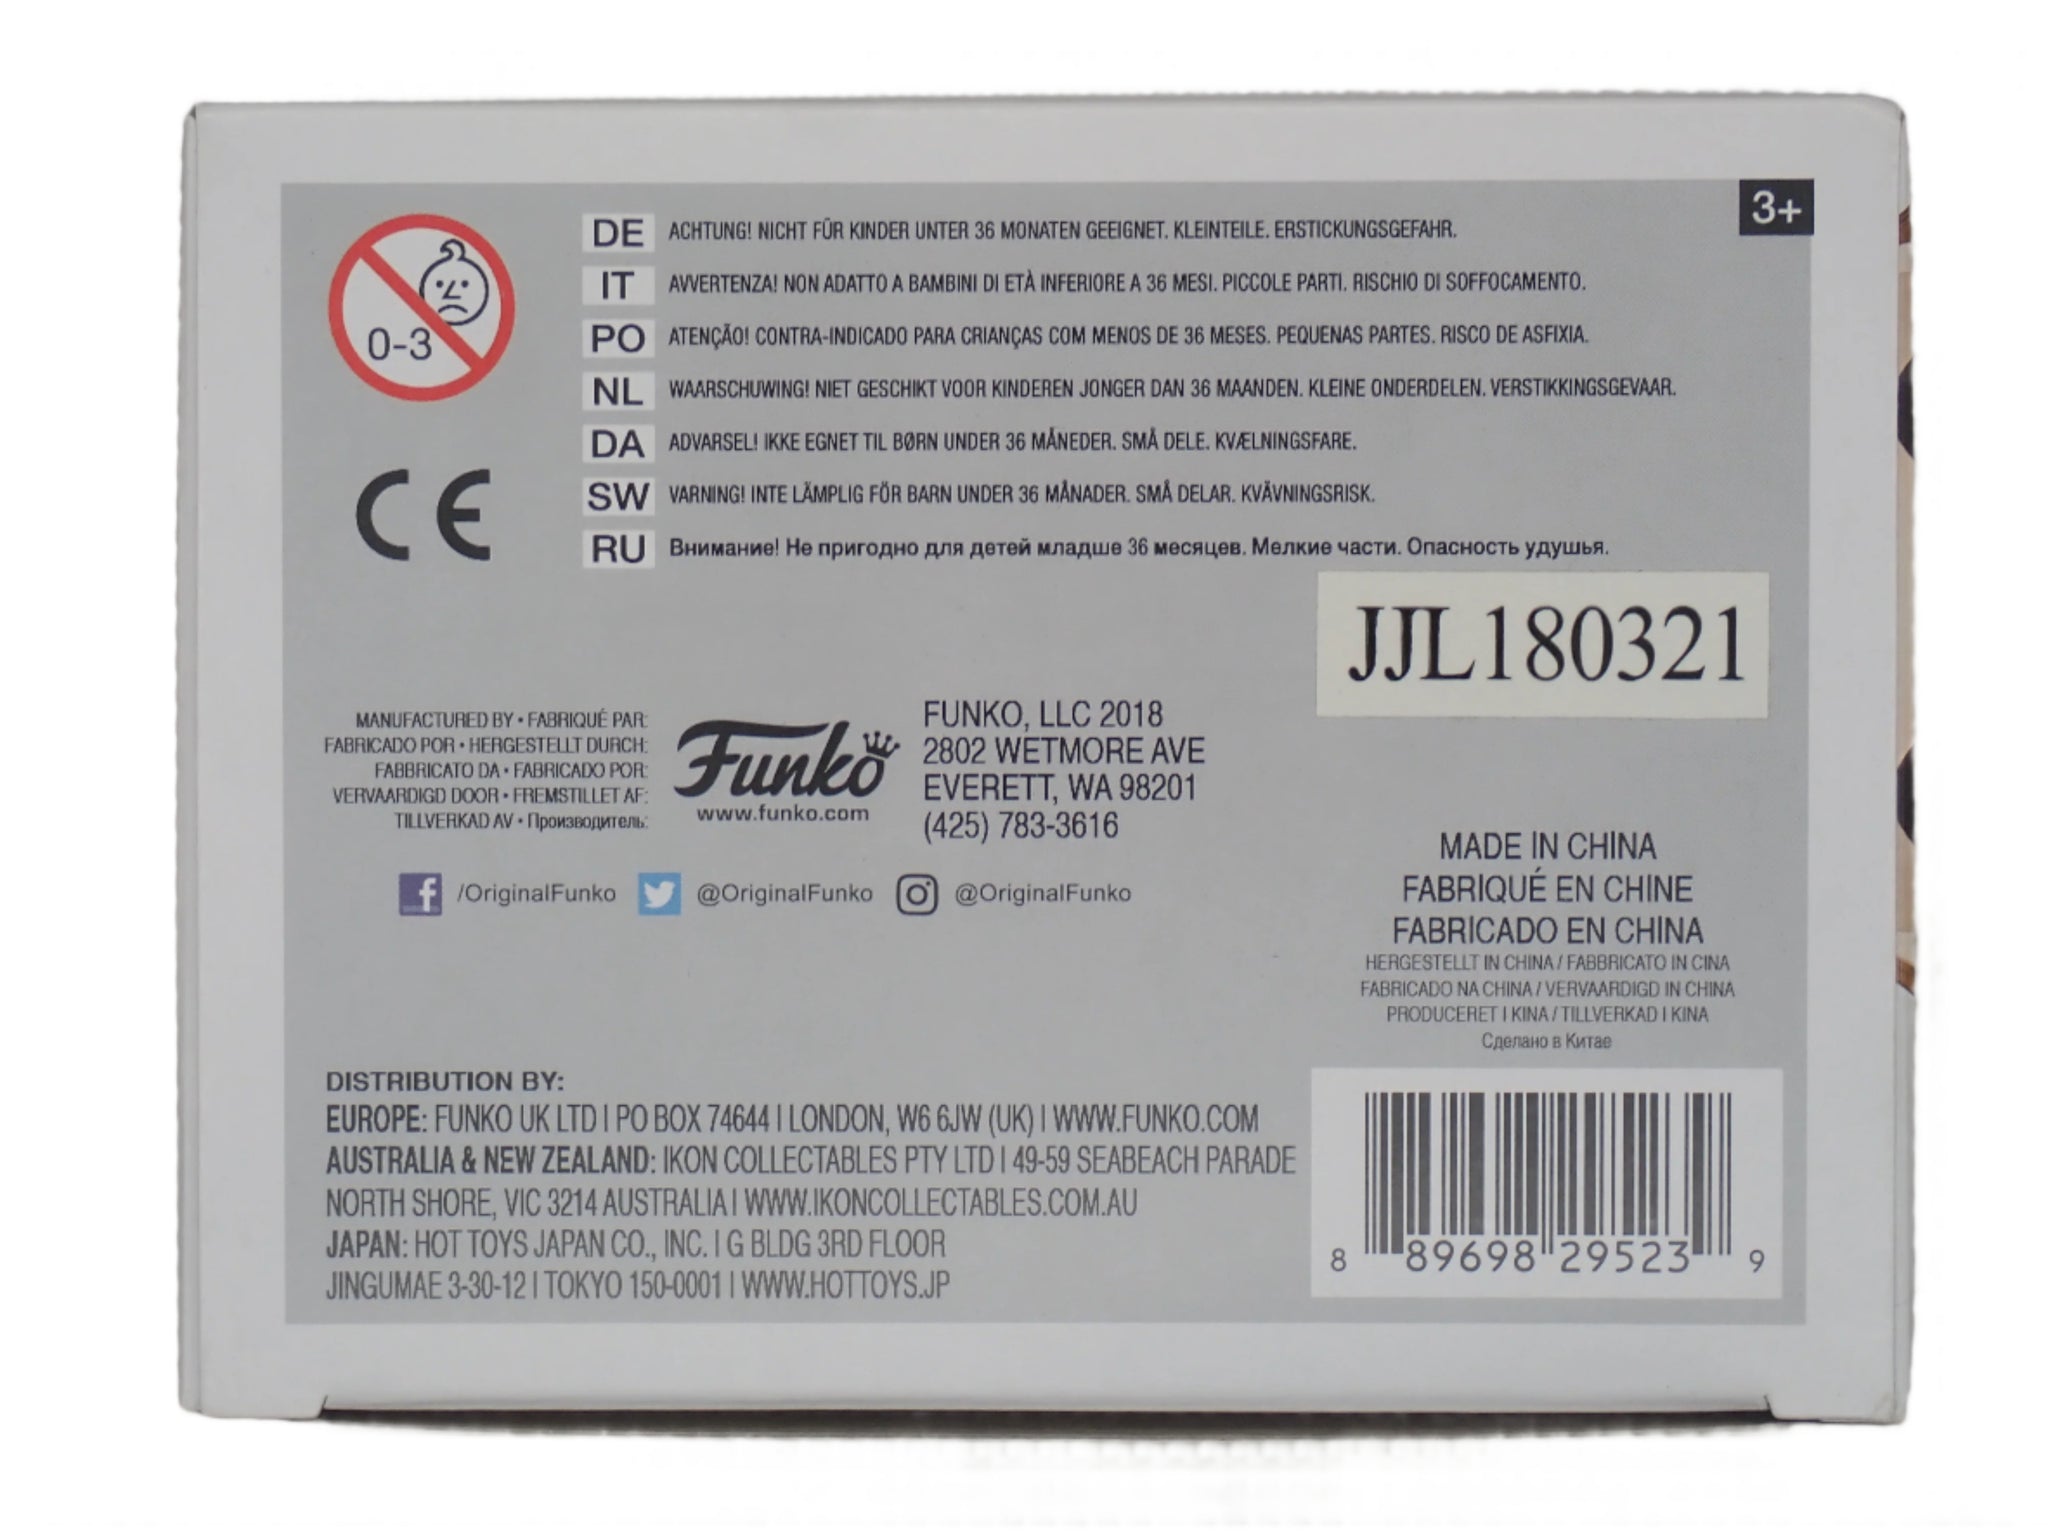 3+
0-3
DE ACHTUNG! NICHT FÜR KINDER UNTER 36 MONATEN GEEIGNET. KLEINTEILE. ERSTICKUNGSGEFAHR.
IT AVVERTENZA! NON ADATTO A BAMBINI DI ETÀ INFERIORE A 36 MESI. PICCOLE PARTI. RISCHIO DI SOFFOCAMENTO.
PO ATENÇÃO! CONTRA-INDICADO PARA CRIANÇAS COM MENOS DE 36 MESES. PEQUENAS PARTES. RISCO DE ASFIXIA.
NL WAARSCHUWING! NIET GESCHIKT VOOR KINDEREN JONGER DAN 36 MAANDEN. KLEINE ONDERDELEN. VERSTIKKINGSGEVAAR.
DA ADVARSEL! IKKE EGNET TIL BØRN UNDER 36 MÅNEDER. SMÅ DELE. KVÆLNINGSFARE.
SW VARNING! INTE LÄMPLIG FÖR BARN UNDER 36 MÅNADER. SMÅ DELAR. KVÄVNINGSRISK.
RU Внимание! Не пригодно для детей младше 36 месяцев. Мелкие части. Опасность удушья.
CE
JJL180321
MANUFACTURED BY • FABRIQUÉ PAR:
FABRICADO POR • HERGESTELLT DURCH:
FABBRICATO DA • FABRICADO POR:
VERVAARDIGD DOOR • FREMSTILLET AF:
TILLVERKAD AV • Производитель:
Funko
www.funko.com
FUNKO, LLC 2018
2802 WETMORE AVE
EVERETT, WA 98201
(425) 783-3616
/OriginalFunko @OriginalFunko @OriginalFunko
MADE IN CHINA
FABRIQUÉ EN CHINE
FABRICADO EN CHINA
HERGESTELLT IN CHINA / FABBRICATO IN CINA
FABRICADO NA CHINA / VERVAARDIGD IN CHINA
PRODUCERET I KINA / TILLVERKAD I KINA
Сделано в Китае
DISTRIBUTION BY:
EUROPE: FUNKO UK LTD | PO BOX 74644 | LONDON, W6 6JW (UK) | WWW.FUNKO.COM
AUSTRALIA & NEW ZEALAND: IKON COLLECTABLES PTY LTD | 49-59 SEABEACH PARADE
NORTH SHORE, VIC 3214 AUSTRALIA | WWW.IKONCOLLECTABLES.COM.AU
JAPAN: HOT TOYS JAPAN CO., INC. | G BLDG 3RD FLOOR
JINGUMAE 3-30-12 | TOKYO 150-0001 | WWW.HOTTOYS.JP
8 89698 29523 9